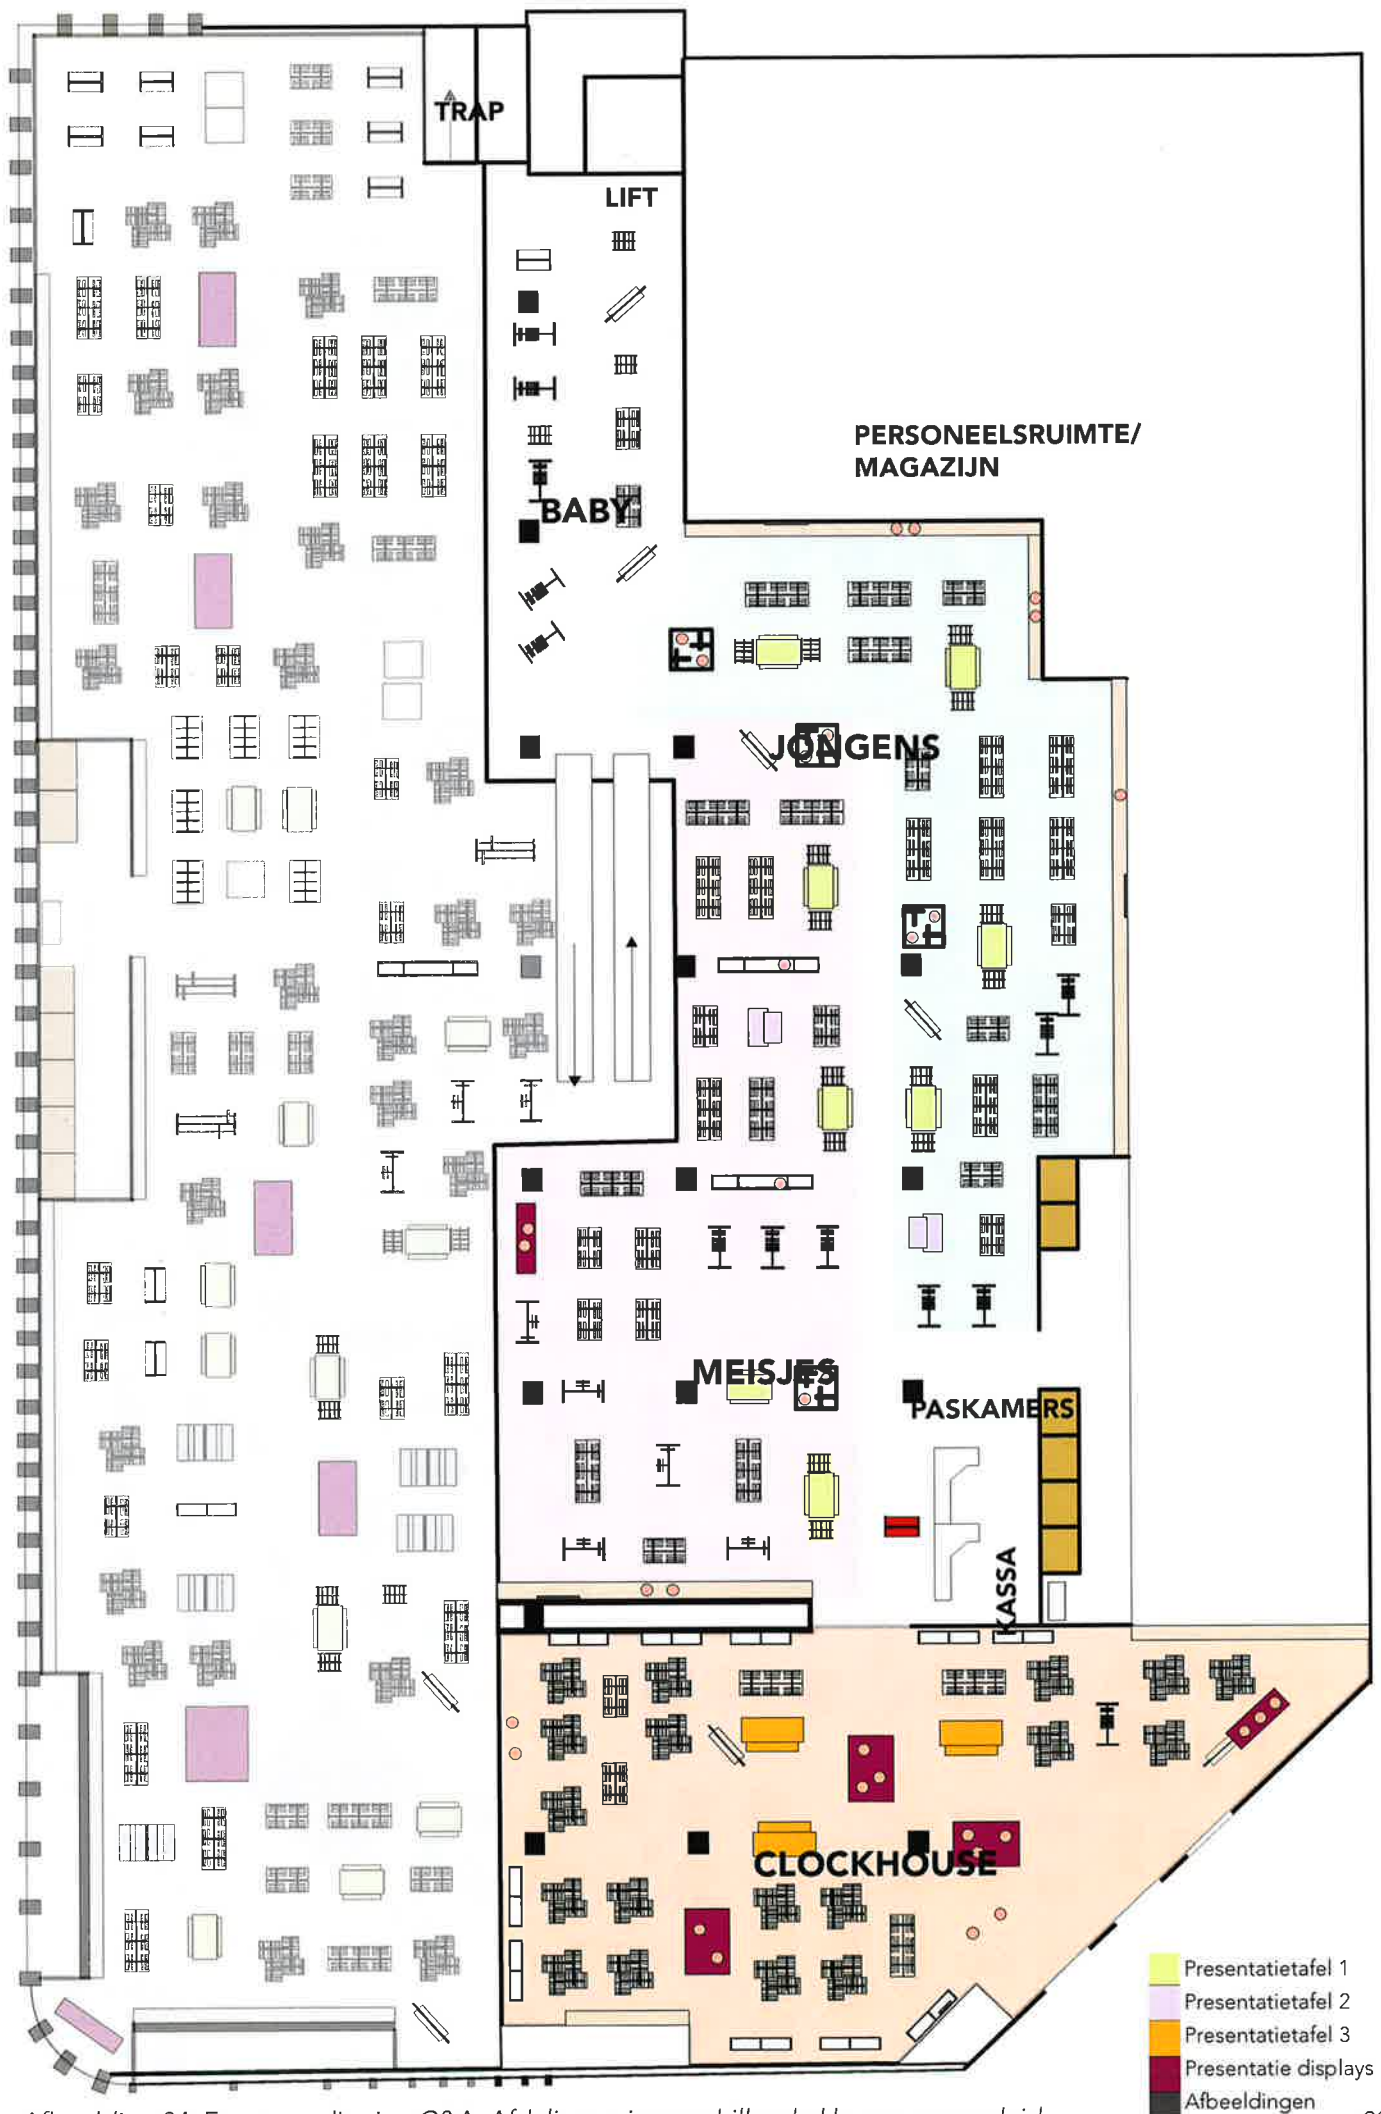 TRAP
LIFT
PERSONEELSRUIMTE/
MAGAZIJN
BABY
JONGENS
MEISJES
PASKAMERS
KASSA
CLOCKHOUSE
Presentatietafel 1
Presentatietafel 2
Presentatietafel 3
Presentatie displays
Afbeeldingen